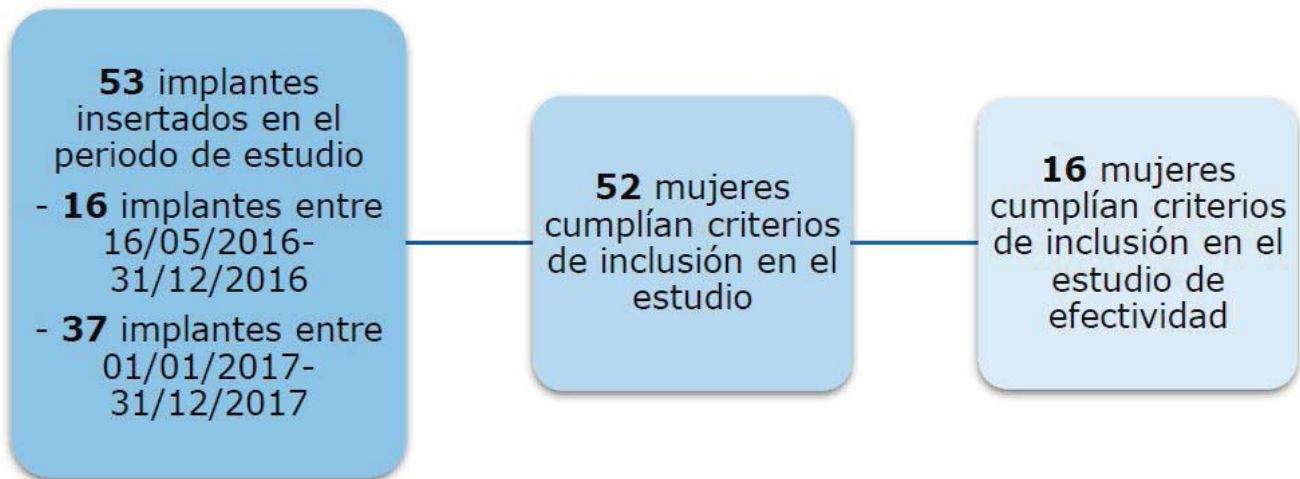 53 implantes
insertados en el
periodo de estudio
- 16 implantes entre
16/05/2016-
31/12/2016
- 37 implantes entre
01/01/2017-
31/12/2017
52 mujeres
cumplían criterios
de inclusión en el
estudio
16 mujeres
cumplían criterios
de inclusión en el
estudio de
efectividad